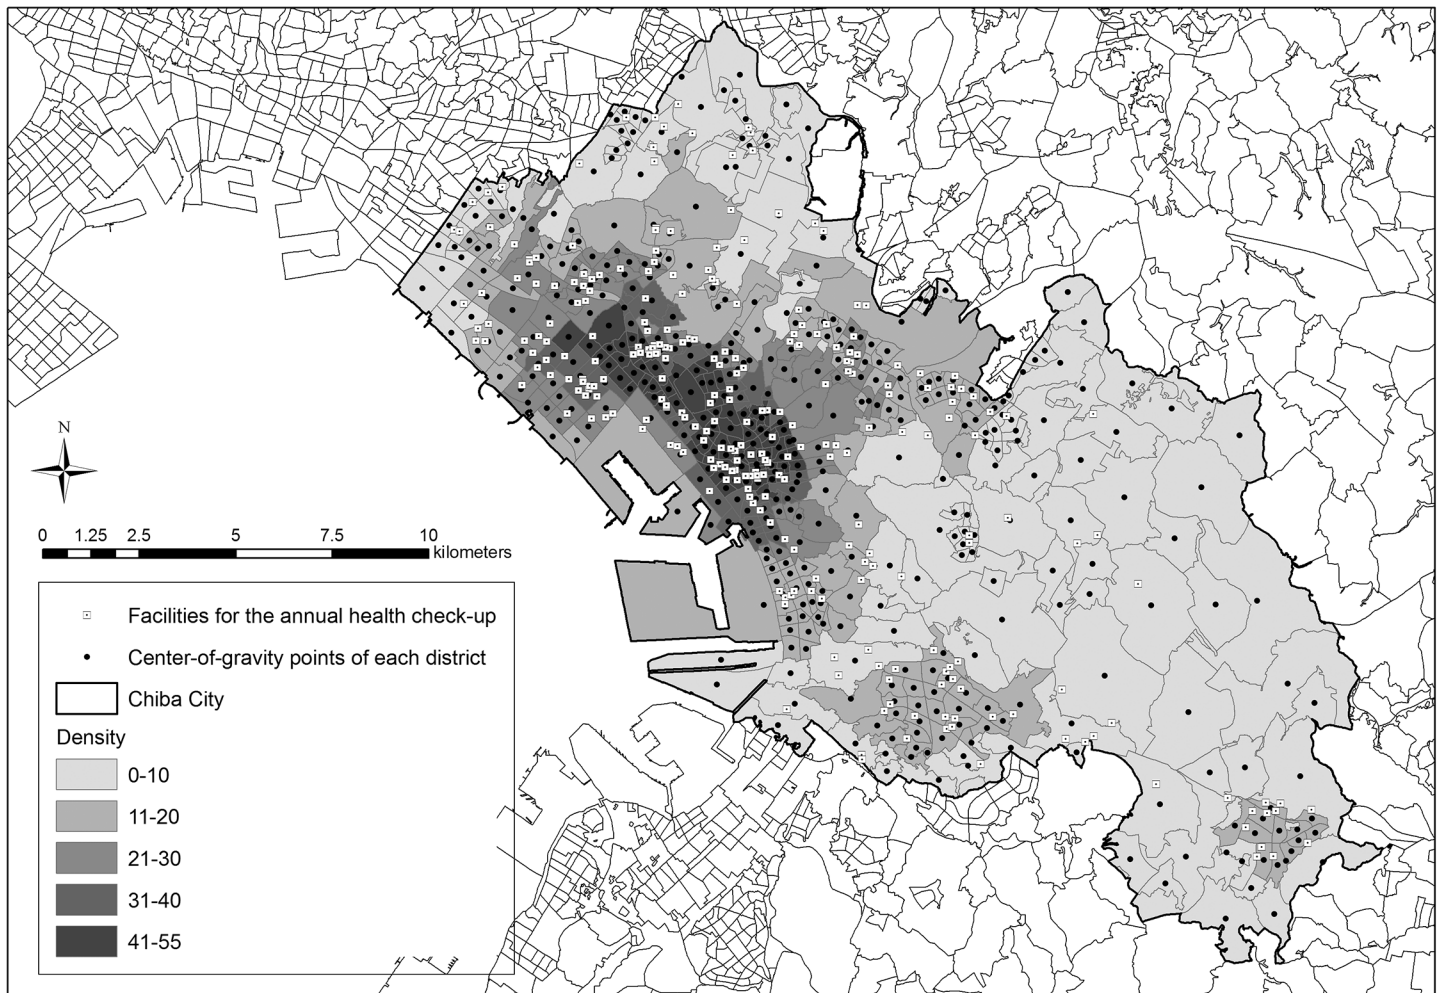 N
0 1.25 2.5 5 7.5 10
kilometers
Facilities for the annual health check-up
Center-of-gravity points of each district
Chiba City
Density
0-10
11-20
21-30
31-40
41-55